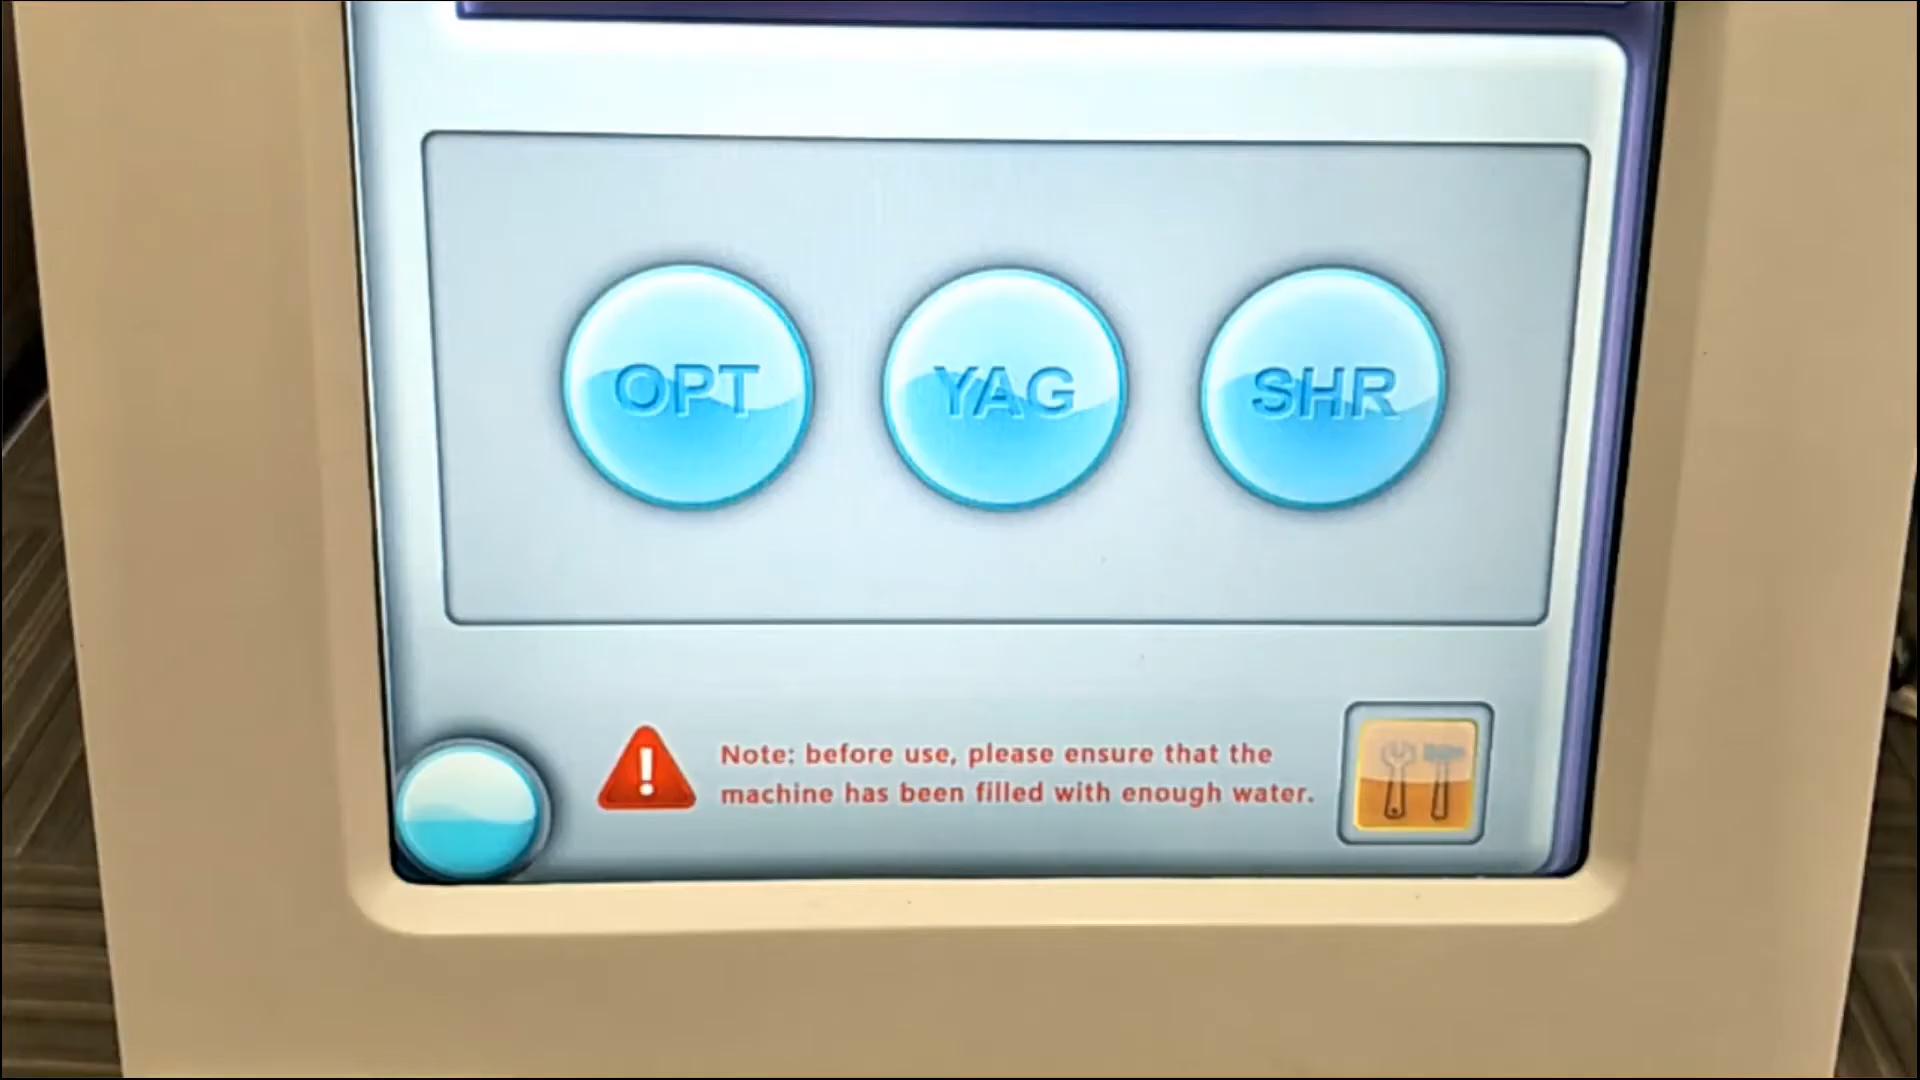 OPT YAG SHR
Note: before use, please ensure that the
machine has been filled with enough water.